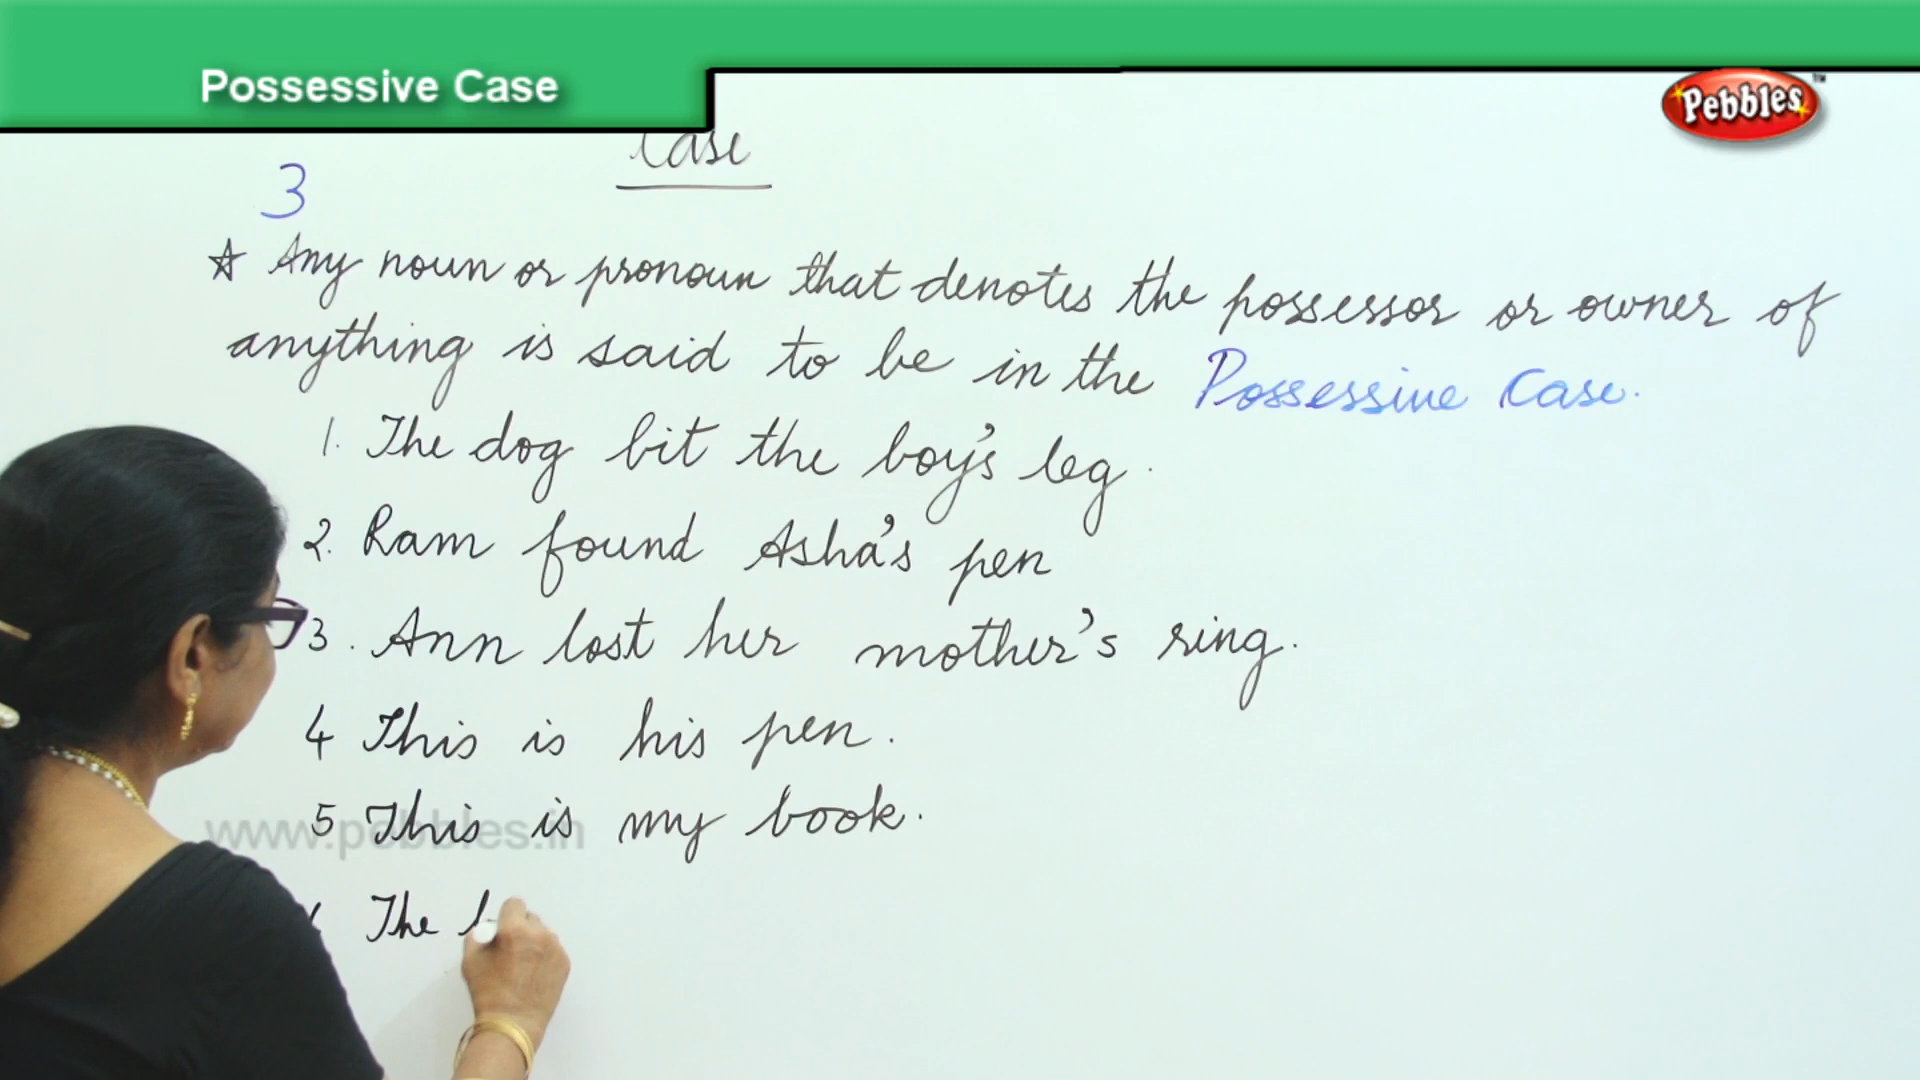 Possessive Case
Pebbles™
Case
3
☆ Any noun or pronoun that denotes the possessor or owner of
anything is said to be in the Possessive Case.
1. The dog bit the boy's leg.
2. Ram found Asha's pen
3. Ann lost her mother's ring.
4 This is his pen.
5 This is my book.
www.pebbles.in
The